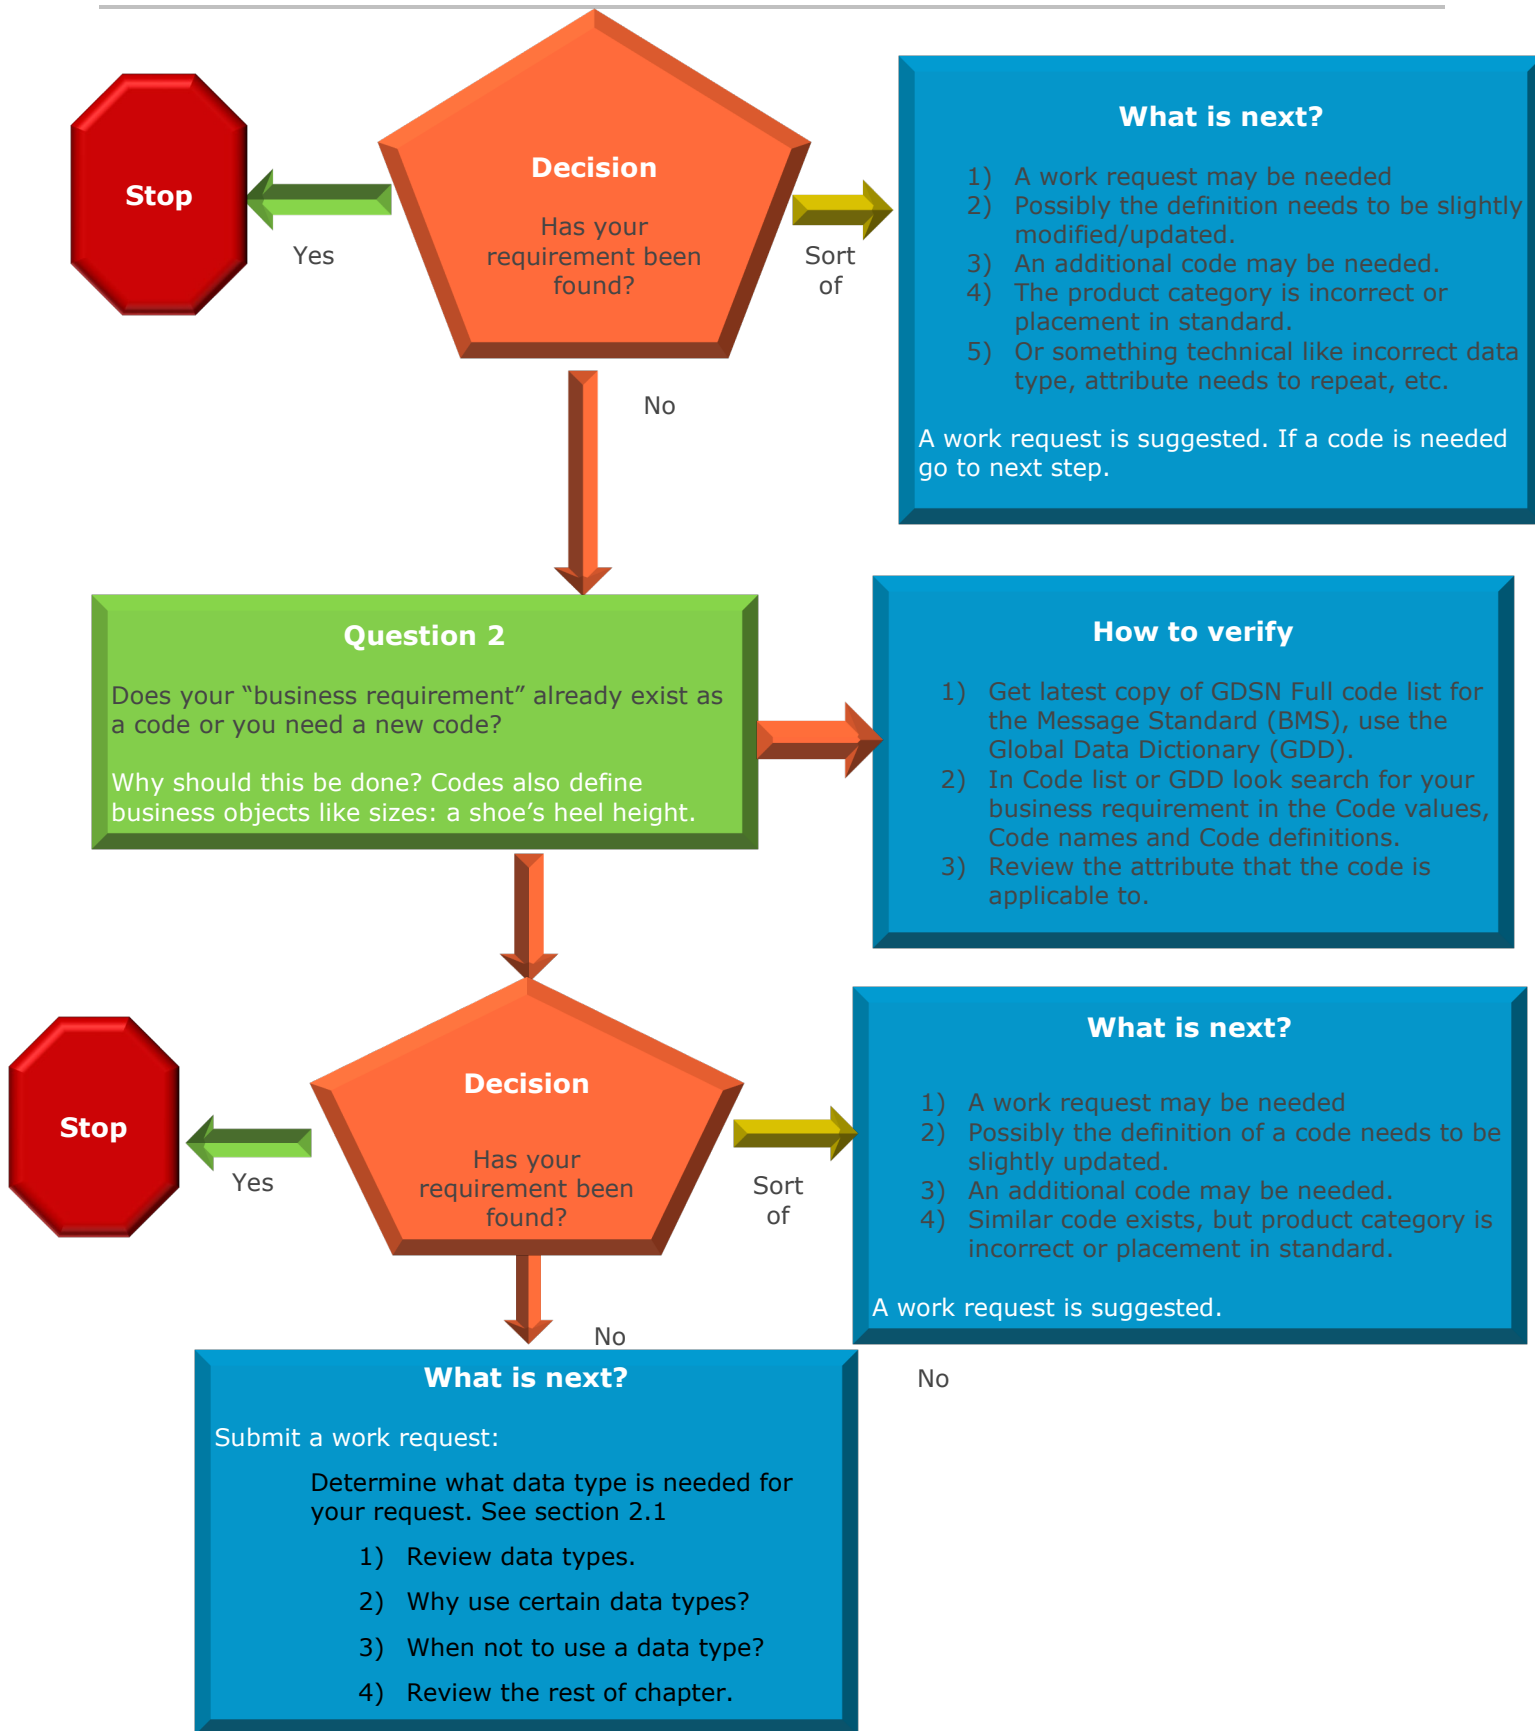 Stop
Yes
Decision
Has your
requirement been
found?
Sort
of
No
What is next?
1) A work request may be needed
2) Possibly the definition needs to be slightly
modified/updated.
3) An additional code may be needed.
4) The product category is incorrect or
placement in standard.
5) Or something technical like incorrect data
type, attribute needs to repeat, etc.
A work request is suggested. If a code is needed
go to next step.
Question 2
Does your “business requirement” already exist as
a code or you need a new code?
Why should this be done? Codes also define
business objects like sizes: a shoe’s heel height.
How to verify
1) Get latest copy of GDSN Full code list for
the Message Standard (BMS), use the
Global Data Dictionary (GDD).
2) In Code list or GDD look search for your
business requirement in the Code values,
Code names and Code definitions.
3) Review the attribute that the code is
applicable to.
Stop
Yes
Decision
Has your
requirement been
found?
Sort
of
No
What is next?
1) A work request may be needed
2) Possibly the definition of a code needs to be
slightly updated.
3) An additional code may be needed.
4) Similar code exists, but product category is
incorrect or placement in standard.
A work request is suggested.
No
What is next?
Submit a work request:
Determine what data type is needed for
your request. See section 2.1
1) Review data types.
2) Why use certain data types?
3) When not to use a data type?
4) Review the rest of chapter.